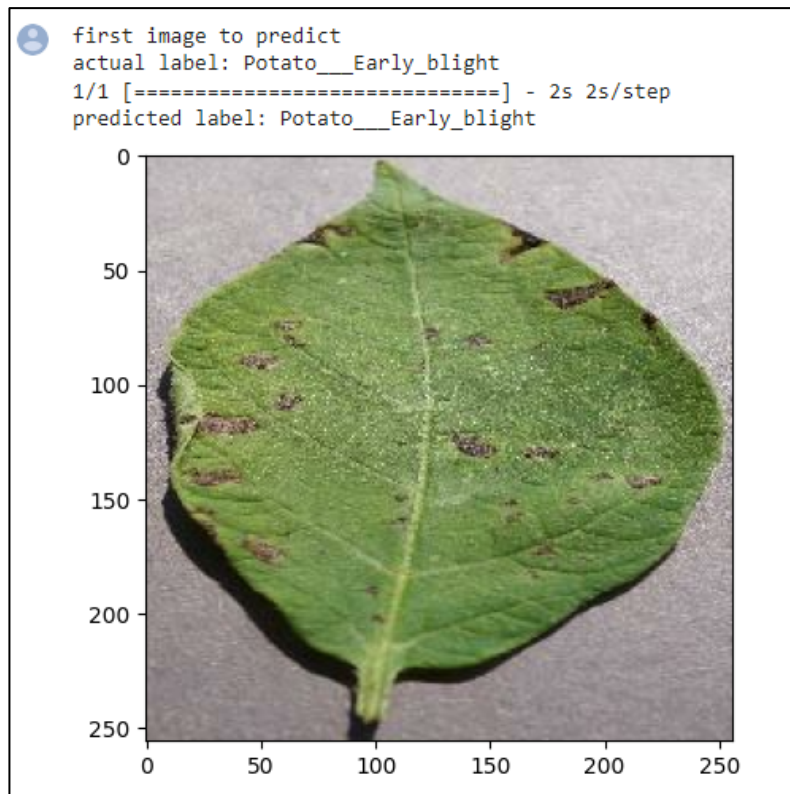 first image to predict
actual label: Potato___Early_blight
1/1 [==============================] - 2s 2s/step
predicted label: Potato___Early_blight
0
50
100
150
200
250
0 50 100 150 200 250